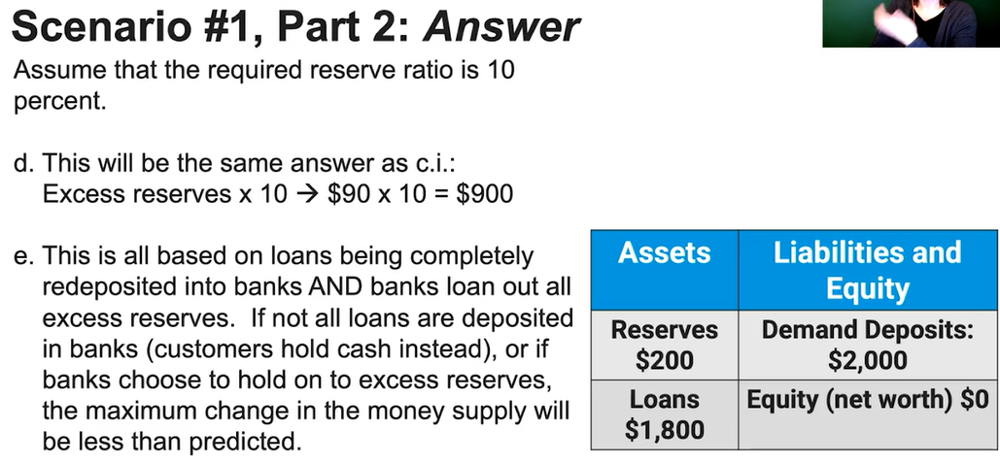 Scenario #1, Part 2: Answer
Assume that the required reserve ratio is 10
percent.
d. This will be the same answer as c.i.:
Excess reserves x 10 → $90 x 10 = $900
e. This is all based on loans being completely
redeposited into banks AND banks loan out all
excess reserves.  If not all loans are deposited
in banks (customers hold cash instead), or if
banks choose to hold on to excess reserves,
the maximum change in the money supply will
be less than predicted.
Assets
Liabilities and
Equity
Reserves
$200
Demand Deposits:
$2,000
Loans
$1,800
Equity (net worth) $0